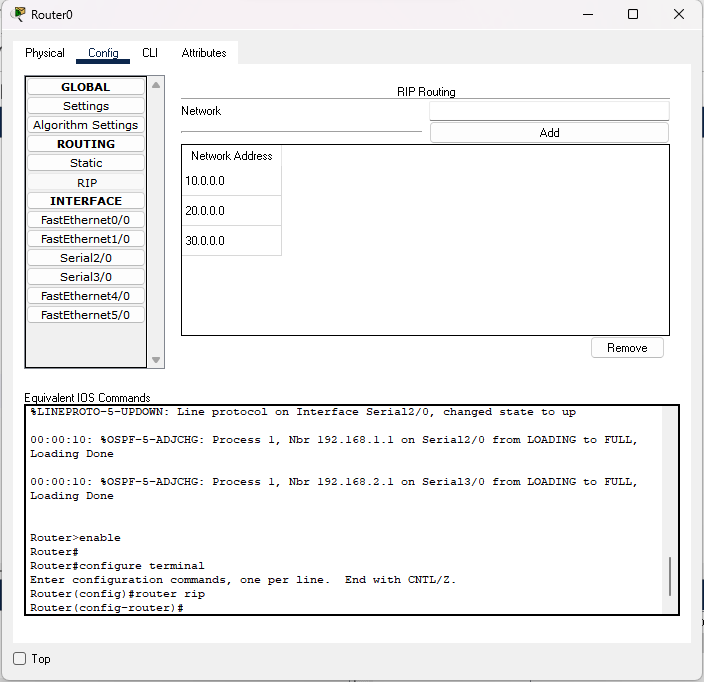 Router0
Physical Config CLI Attributes
GLOBAL
Settings
Algorithm Settings
ROUTING
Static
RIP
INTERFACE
FastEthernet0/0
FastEthernet1/0
Serial2/0
Serial3/0
FastEthernet4/0
FastEthernet5/0
RIP Routing
Network
Add
Network Address
10.0.0.0
20.0.0.0
30.0.0.0
Remove
Equivalent IOS Commands
%LINEPROTO-5-UPDOWN: Line protocol on Interface Serial2/0, changed state to up
00:00:10: %OSPF-5-ADJCHG: Process 1, Nbr 192.168.1.1 on Serial2/0 from LOADING to FULL,
Loading Done
00:00:10: %OSPF-5-ADJCHG: Process 1, Nbr 192.168.2.1 on Serial3/0 from LOADING to FULL,
Loading Done
Router>enable
Router#
Router#configure terminal
Enter configuration commands, one per line.  End with CNTL/Z.
Router(config)#router rip
Router(config-router)#
Top